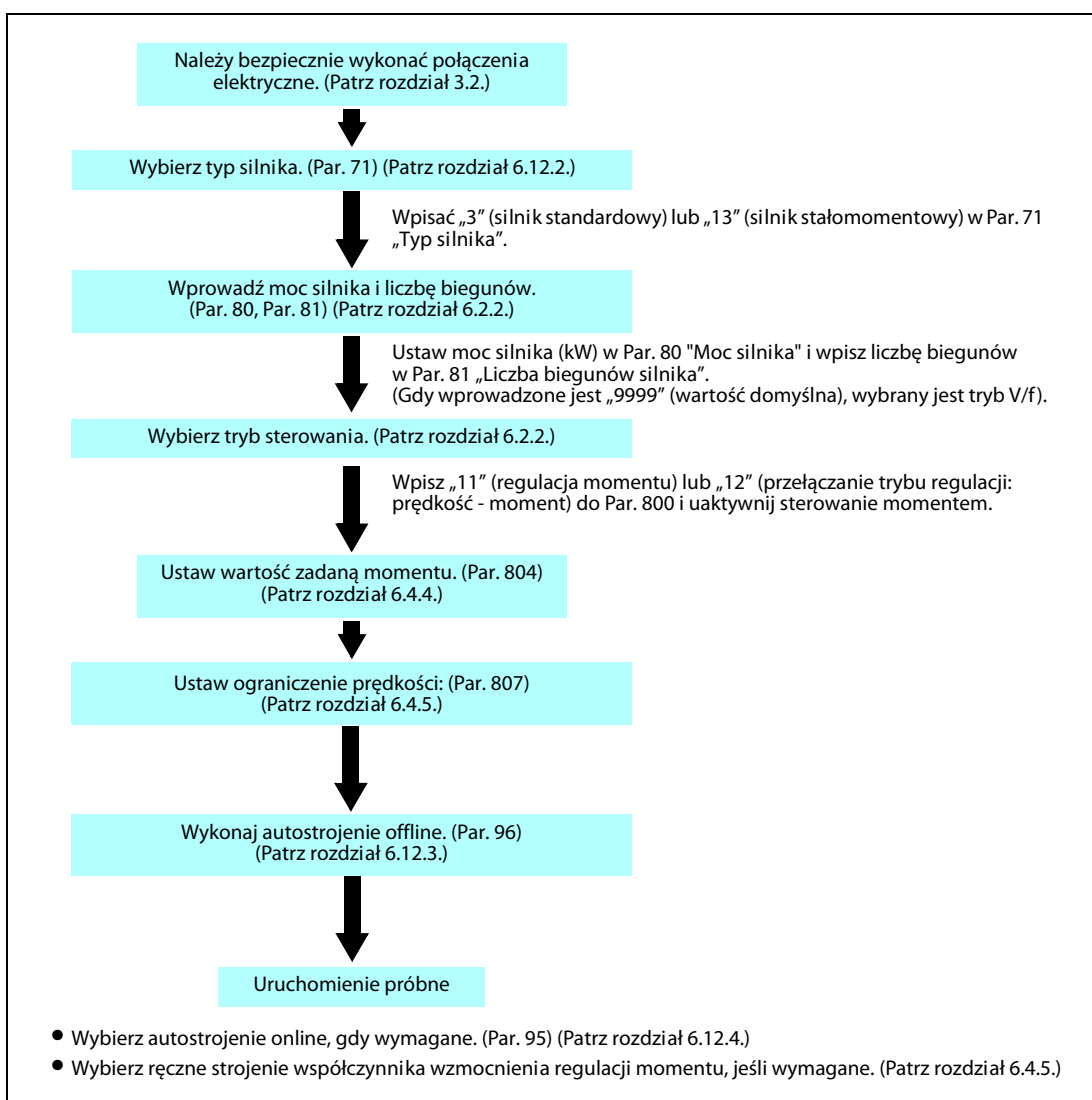 Należy bezpiecznie wykonać połączenia
elektryczne. (Patrz rozdział 3.2.)
Wybierz typ silnika. (Par. 71) (Patrz rozdział 6.12.2.)
Wpisać „3” (silnik standardowy) lub „13” (silnik stałomomentowy) w Par. 71
„Typ silnika”.
Wprowadź moc silnika i liczbę biegunów.
(Par. 80, Par. 81) (Patrz rozdział 6.2.2.)
Ustaw moc silnika (kW) w Par. 80 "Moc silnika" i wpisz liczbę biegunów
w Par. 81 „Liczba biegunów silnika”.
(Gdy wprowadzone jest „9999” (wartość domyślna), wybrany jest tryb V/f).
Wybierz tryb sterowania. (Patrz rozdział 6.2.2.)
Wpisz „11” (regulacja momentu) lub „12” (przełączanie trybu regulacji:
prędkość - moment) do Par. 800 i uaktywnij sterowanie momentem.
Ustaw wartość zadaną momentu. (Par. 804)
(Patrz rozdział 6.4.4.)
Ustaw ograniczenie prędkości: (Par. 807)
(Patrz rozdział 6.4.5.)
Wykonaj autostrojenie offline. (Par. 96)
(Patrz rozdział 6.12.3.)
Uruchomienie próbne
● Wybierz autostrojenie online, gdy wymagane. (Par. 95) (Patrz rozdział 6.12.4.)
● Wybierz ręczne strojenie współczynnika wzmocnienia regulacji momentu, jeśli wymagane. (Patrz rozdział 6.4.5.)